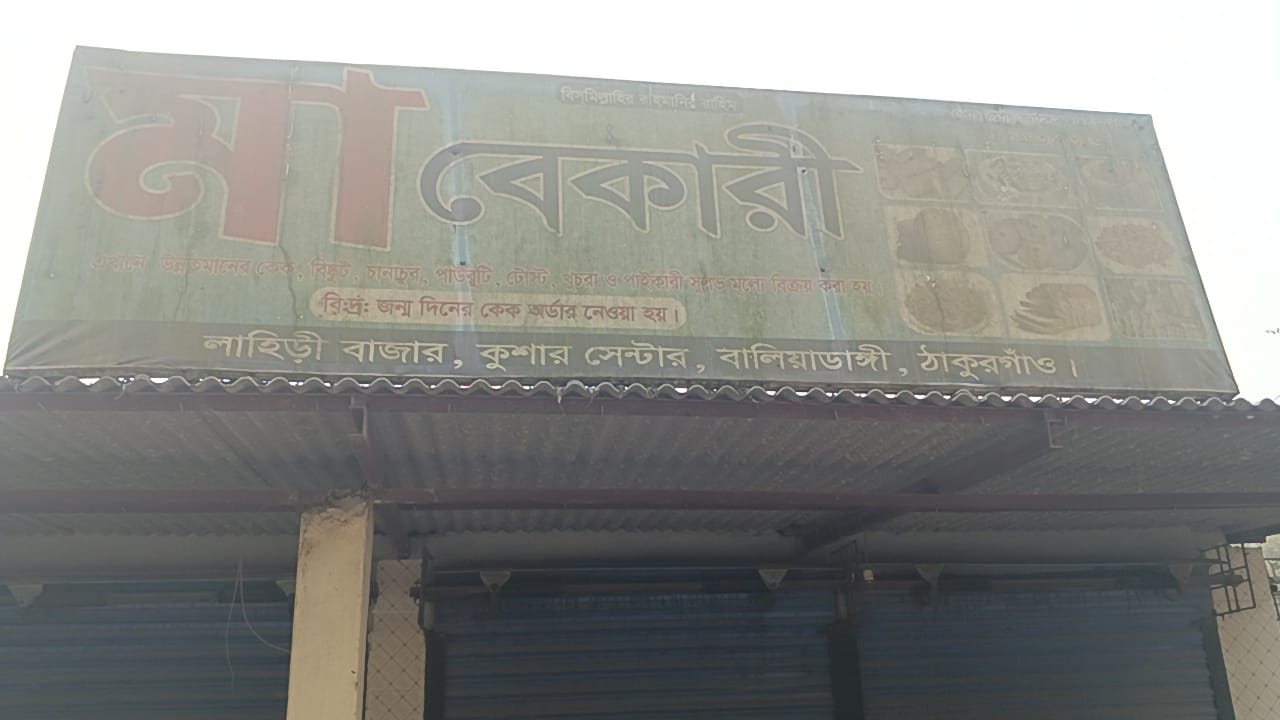 বিসমিল্লাহির রাহমানির রাহিম
মা বেকারী
এখানে উন্নতমানের কেক, বিস্কুট, চানাচুর, পাউরুটি, টোস্ট, খুচরা ও পাইকারী সুলভ মূল্যে বিক্রয় করা হয়।
বি:দ্র: জন্ম দিনের কেক অর্ডার নেওয়া হয়।
লাহিড়ী বাজার, কুশার সেন্টার, বালিয়াডাঙ্গী, ঠাকুরগাঁও।